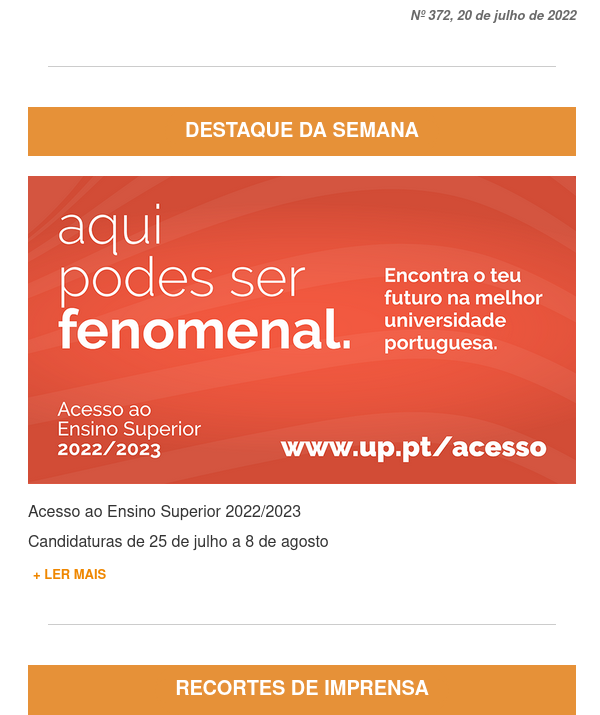 Nº 372, 20 de julho de 2022
DESTAQUE DA SEMANA
aqui
podes ser
fenomenal.
Encontra o teu
futuro na melhor
universidade
portuguesa.
Acesso ao
Ensino Superior
2022/2023
www.up.pt/acesso
Acesso ao Ensino Superior 2022/2023
Candidaturas de 25 de julho a 8 de agosto
+ LER MAIS
RECORTES DE IMPRENSA